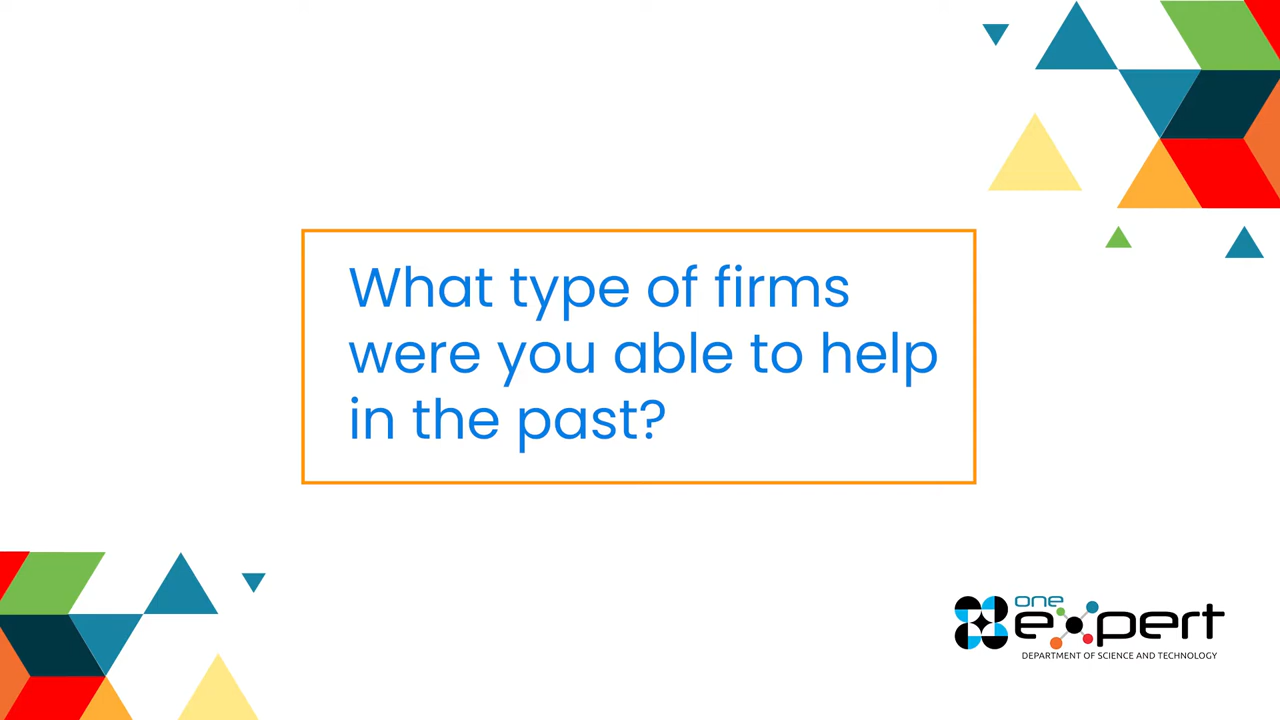 What type of firms
were you able to help
in the past?
one
expert
DEPARTMENT OF SCIENCE AND TECHNOLOGY